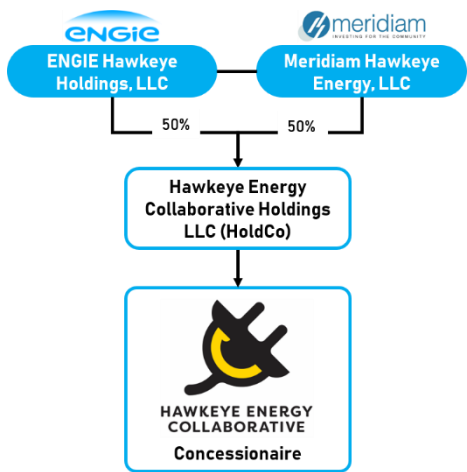 ENGIE
meridiam
INVESTING FOR THE COMMUNITY
ENGIE Hawkeye
Holdings, LLC
Meridiam Hawkeye
Energy, LLC
50%
50%
Hawkeye Energy
Collaborative Holdings
LLC (HoldCo)
HAWKEYE ENERGY
COLLABORATIVE
Concessionaire